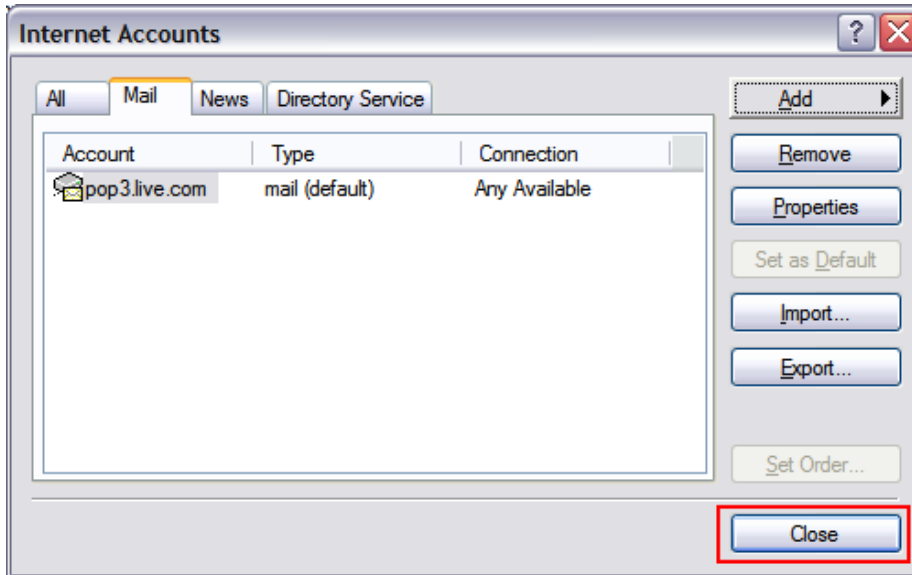 Internet Accounts
?
All Mail News Directory Service
Add
Account Type Connection
Remove
pop3.live.com mail (default) Any Available
Properties
Set as Default
Import...
Export...
Set Order...
Close